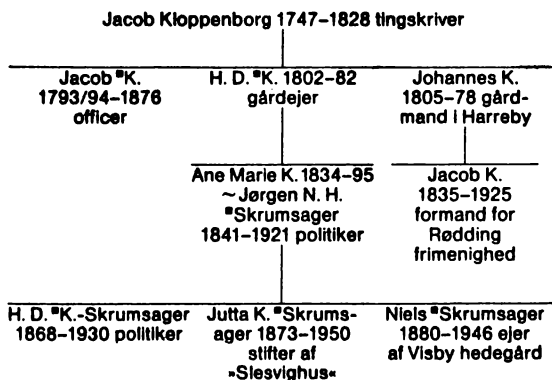 Jacob Kloppenborg 1747–1828 tingskriver
Jacob *K.
1793/94–1876
officer
H. D. *K. 1802–82
gårdejer
Johannes K.
1805–78 gård-
mand i Harreby
Ane Marie K. 1834–95
~ Jørgen N. H.
*Skrumsager
1841–1921 politiker
Jacob K.
1835–1925
formand for
Rødding
frimenighed
H. D. *K.-Skrumsager
1868–1930 politiker
Jutta K. *Skrums-
ager 1873–1950
stifter af
»Slesvighus«
Niels *Skrumsager
1880–1946 ejer
af Visby hedegård